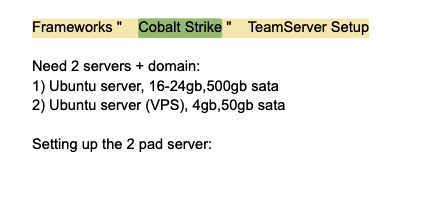 Frameworks " Cobalt Strike " TeamServer Setup
Need 2 servers + domain:
1) Ubuntu server, 16-24gb,500gb sata
2) Ubuntu server (VPS), 4gb,50gb sata
Setting up the 2 pad server: